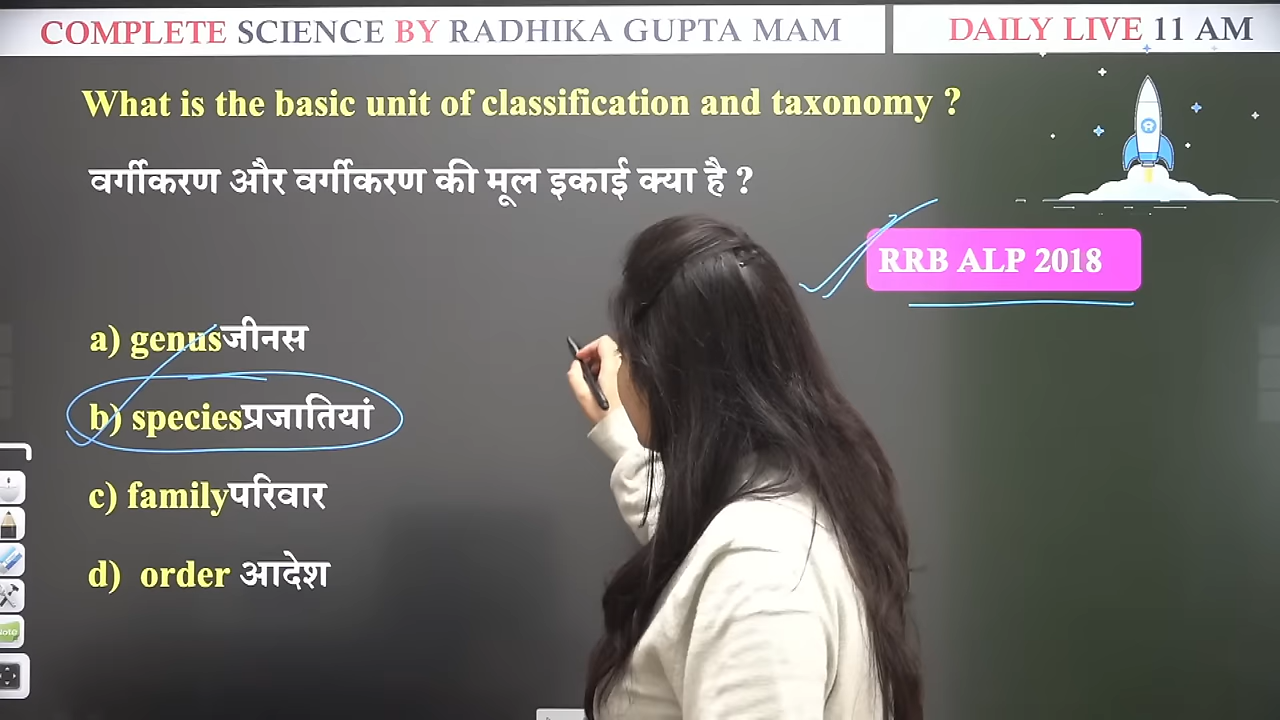 COMPLETE SCIENCE BY RADHIKA GUPTA MAM
DAILY LIVE 11 AM
What is the basic unit of classification and taxonomy ?
वर्गीकरण और वर्गीकरण की मूल इकाई क्या है ?
RRB ALP 2018
a) genusजीनस
b) speciesप्रजातियां
c) familyपरिवार
d) order आदेश
Note